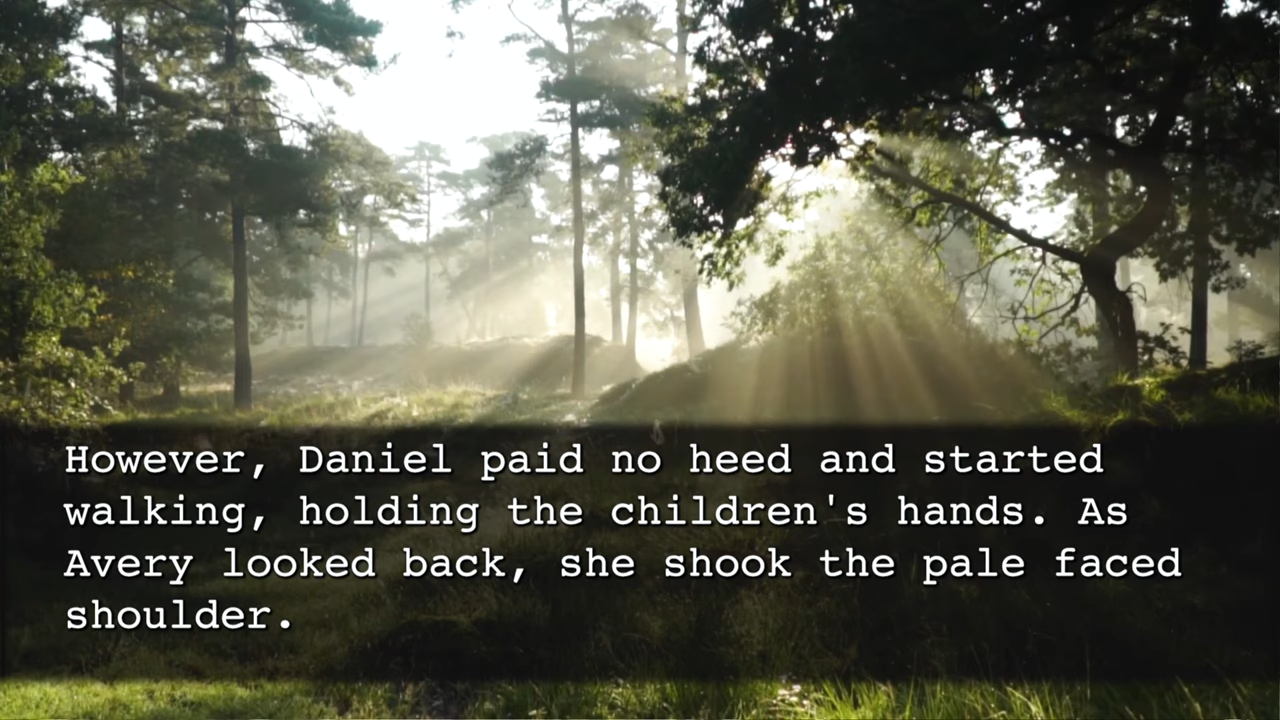 However, Daniel paid no heed and started
walking, holding the children's hands. As
Avery looked back, she shook the pale faced
shoulder.